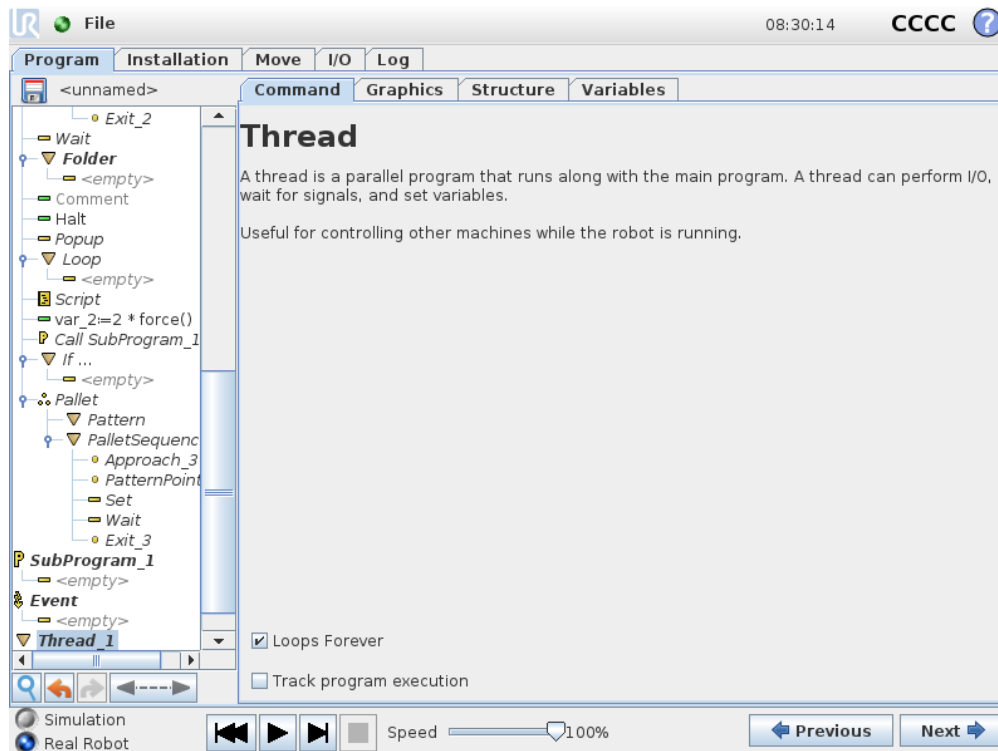 UR File 08:30:14 CCCC ?
Program Installation Move I/O Log
<unnamed> Command Graphics Structure Variables
Exit_2
Wait
Folder
<empty>
Comment
Halt
Popup
Loop
<empty>
Script
var_2:=2 * force()
Call SubProgram_1
If ...
<empty>
Pallet
Pattern
PalletSequenc
Approach_3
PatternPoint
Set
Wait
Exit_3
SubProgram_1
<empty>
Event
<empty>
Thread_1
Thread
A thread is a parallel program that runs along with the main program. A thread can perform I/O,
wait for signals, and set variables.
Useful for controlling other machines while the robot is running.
Loops Forever
Track program execution
Simulation
Real Robot
Speed 100%
Previous Next